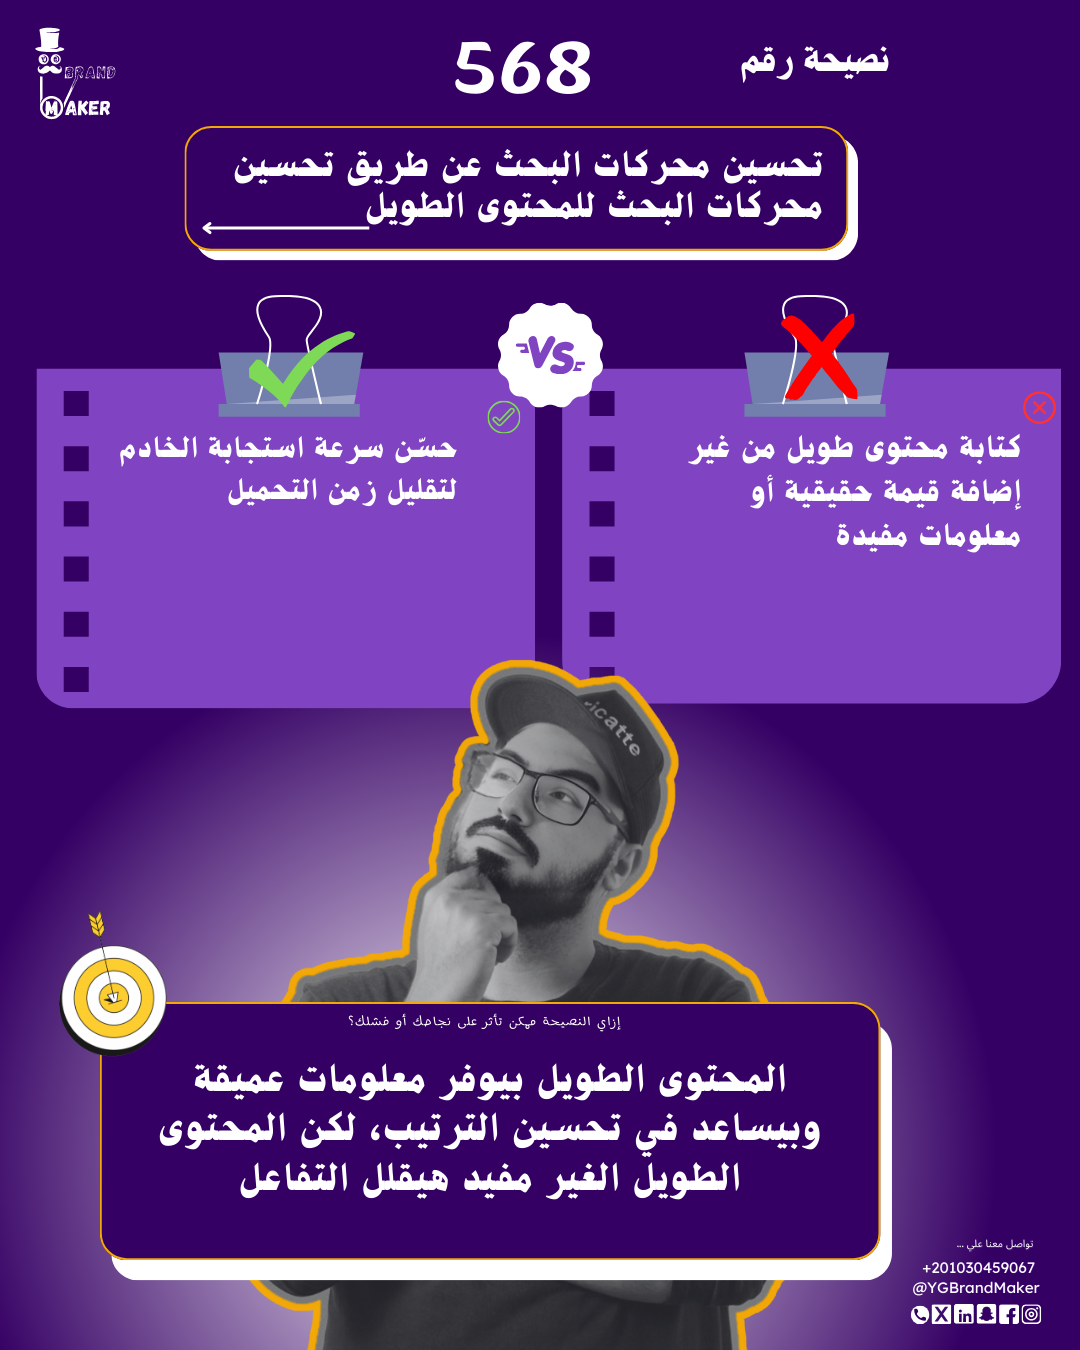 نصيحة رقم
568
BRAND
MAKER
تحسين محركات البحث عن طريق تحسين
محركات البحث للمحتوى الطويل
VS
كتابة محتوى طويل من غير
إضافة قيمة حقيقية أو
معلومات مفيدة
حسّن سرعة استجابة الخادم
لتقليل زمن التحميل
icatte
إزاي النصيحة ممكن تأثر على نجاحك أو فشلك؟
المحتوى الطويل بيوفر معلومات عميقة
وبيساعد في تحسين الترتيب، لكن المحتوى
الطويل الغير مفيد هيقلل التفاعل
تواصل معنا علي ...
+201030459067
@YGBrandMaker